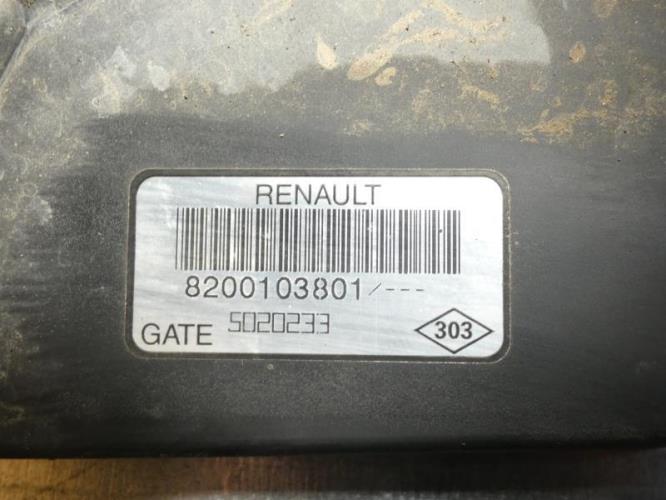 RENAULT
8200103801/---
GATE 5020233 303